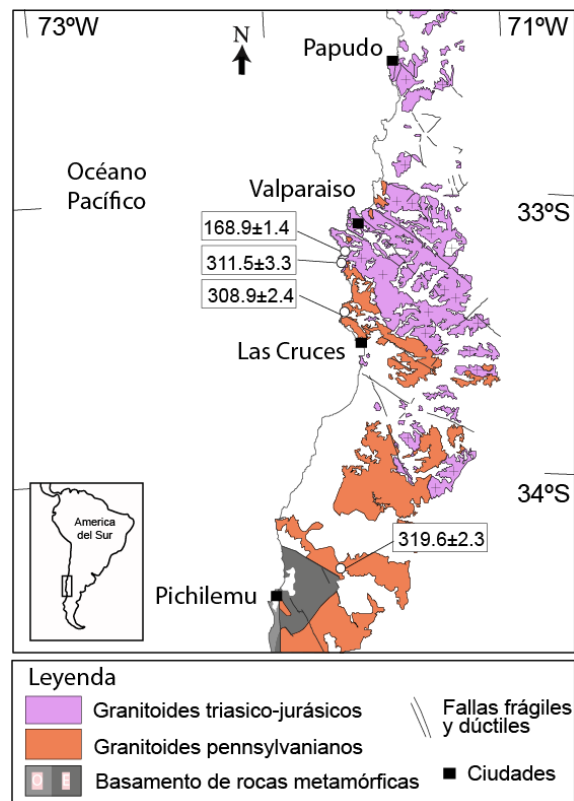 73ºW
71ºW
N
Papudo
Océano
Pacífico
Valparaiso
33ºS
168.9±1.4
311.5±3.3
308.9±2.4
Las Cruces
34ºS
America
del Sur
319.6±2.3
Pichilemu
Leyenda
Granitoides triasico-jurásicos
Granitoides pennsylvanianos
Basamento de rocas metamórficas
Fallas frágiles
y dúctiles
Ciudades